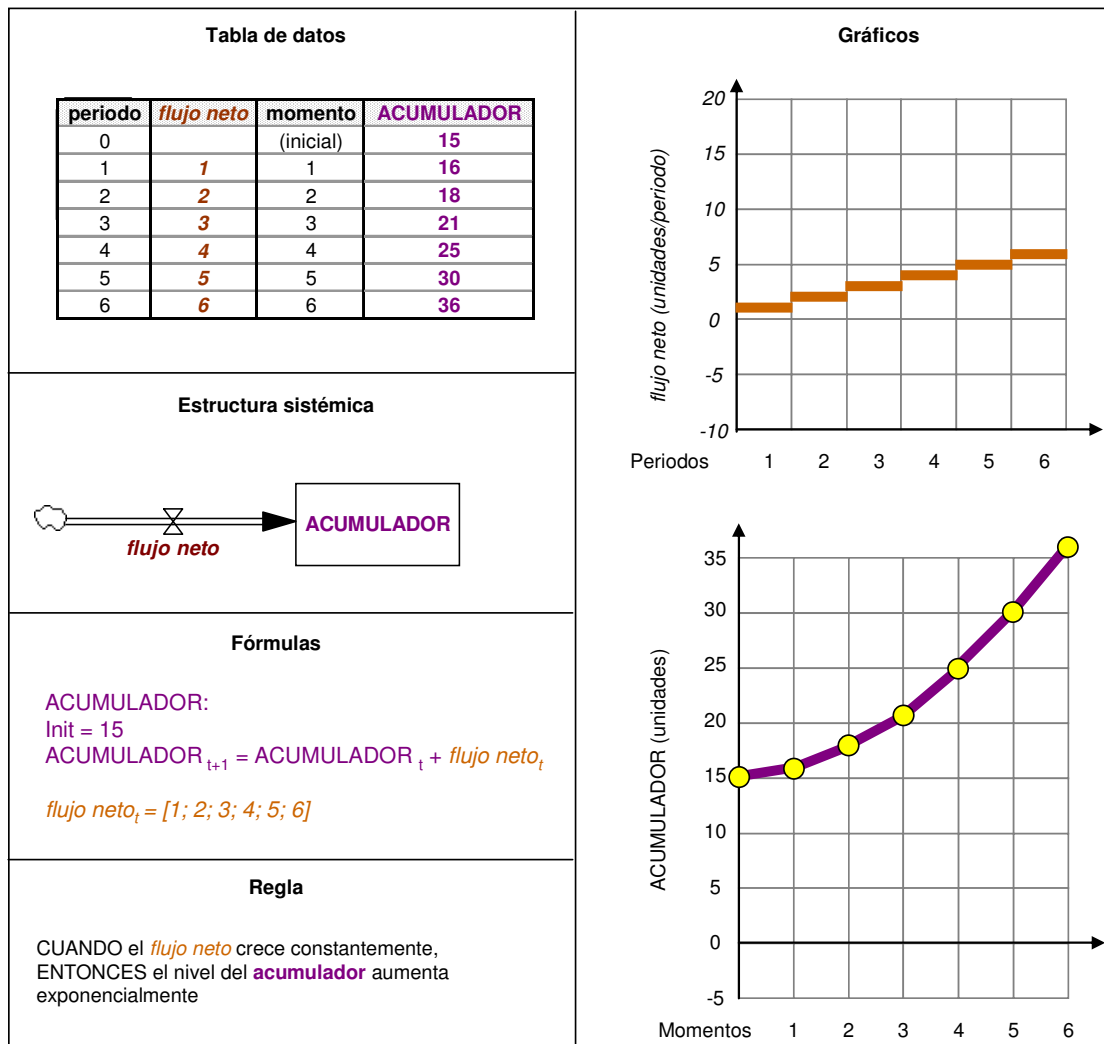 Tabla de datos
periodo flujo neto momento ACUMULADOR
0 (inicial) 15
1 1 1 16
2 2 2 18
3 3 3 21
4 4 4 25
5 5 5 30
6 6 6 36
Estructura sistémica
flujo neto
ACUMULADOR
Fórmulas
ACUMULADOR:
Init = 15
ACUMULADOR t+1 = ACUMULADOR t + flujo neto t
flujo neto t = [1; 2; 3; 4; 5; 6]
Regla
CUANDO el flujo neto crece constantemente,
ENTONCES el nivel del acumulador aumenta
exponencialmente
Gráficos
flujo neto (unidades/periodo)
20
15
10
5
0
-5
-10
Periodos 1 2 3 4 5 6
ACUMULADOR (unidades)
35
30
25
20
15
10
5
0
-5
Momentos 1 2 3 4 5 6